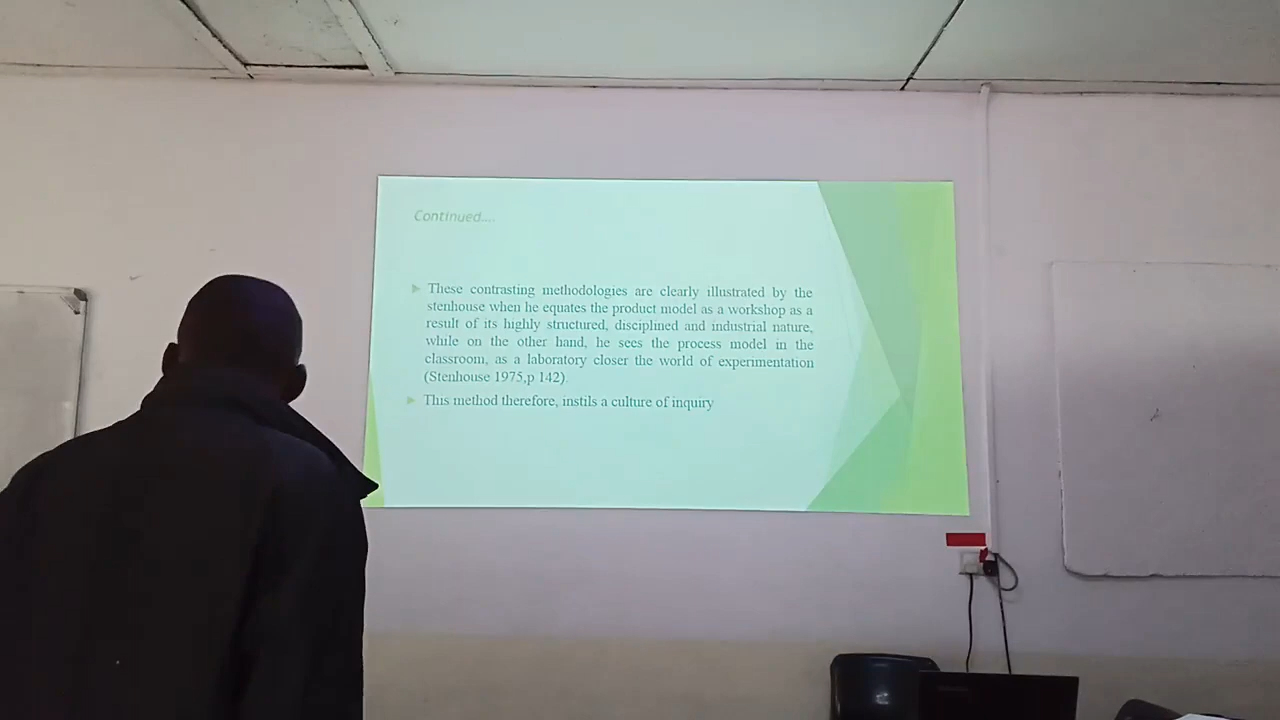 Continued....
These contrasting methodologies are clearly illustrated by the
stenhouse when he equates the product model as a workshop as a
result of its highly structured, disciplined and industrial nature,
while on the other hand, he sees the process model in the
classroom, as a laboratory closer the world of experimentation
(Stenhouse 1975,p 142).
This method therefore, instils a culture of inquiry